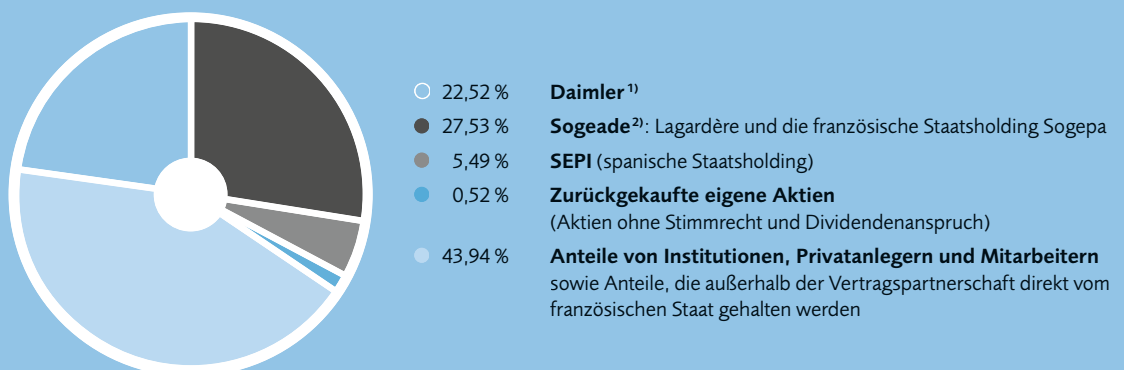 22,52 % Daimler 1)
27,53 % Sogeade 2): Lagardère und die französische Staatsholding Sogepa
5,49 % SEPI (spanische Staatsholding)
0,52 % Zurückgekaufte eigene Aktien
(Aktien ohne Stimmrecht und Dividendenanspruch)
43,94 % Anteile von Institutionen, Privatanlegern und Mitarbeitern
sowie Anteile, die außerhalb der Vertragspartnerschaft direkt vom
französischen Staat gehalten werden